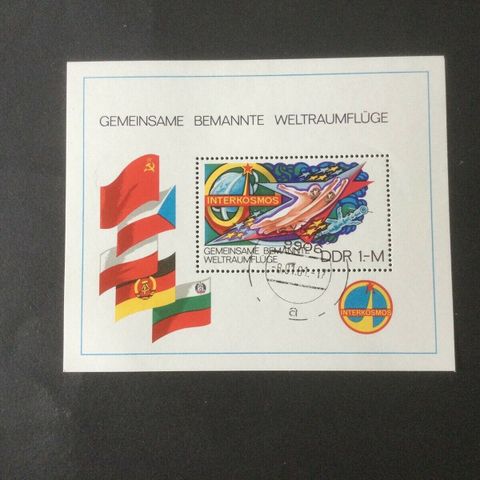 GEMEINSAME BEMANNTE WELTRAUMFLÜGE
INTERKOSMOS
GEMEINSAME BEMANNTE
WELTRAUMFLÜGE
DDR 1,-M
a
INTERKOSMOS